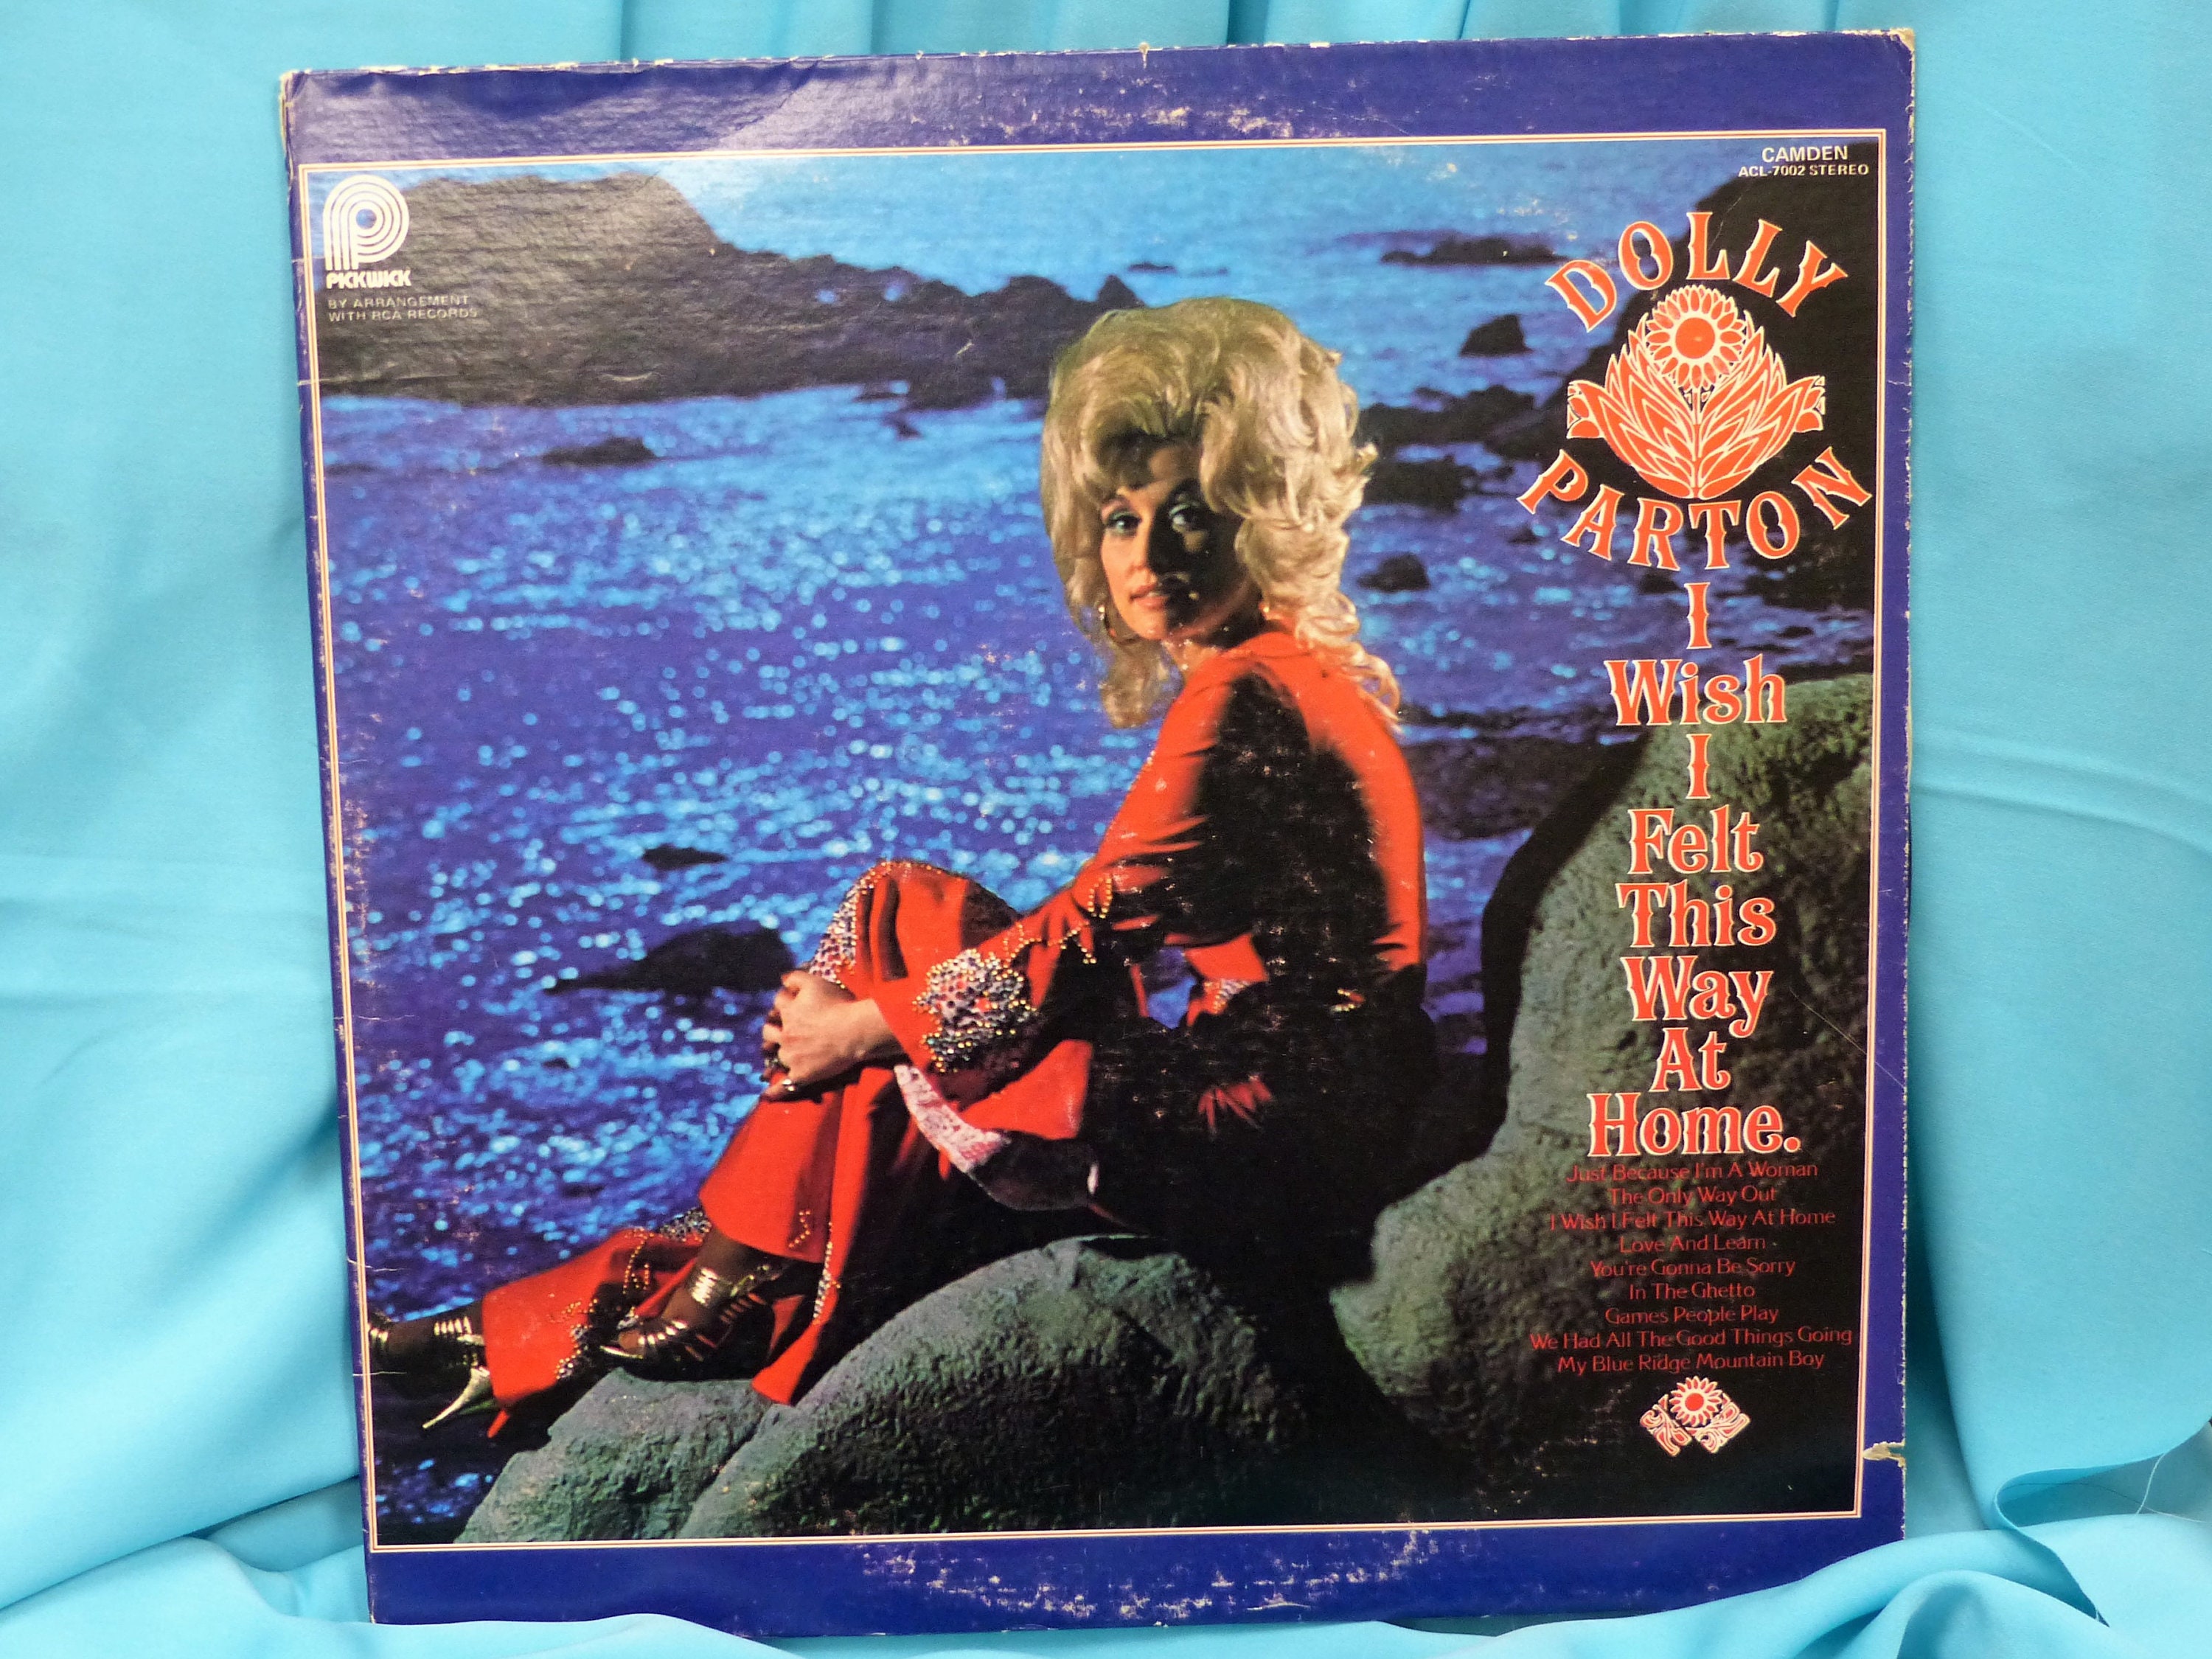 PICKWICK
BY ARRANGEMENT
WITH RCA RECORDS
CAMDEN
ACL-7002 STEREO
DOLLY
PARTON
I
Wish
I
Felt
This
Way
At
Home.
Just Because I'm A Woman
The Only Way Out
I Wish I Felt This Way At Home
Love And Learn
You're Gonna Be Sorry
In The Ghetto
Games People Play
We Had All The Good Things Going
My Blue Ridge Mountain Boy